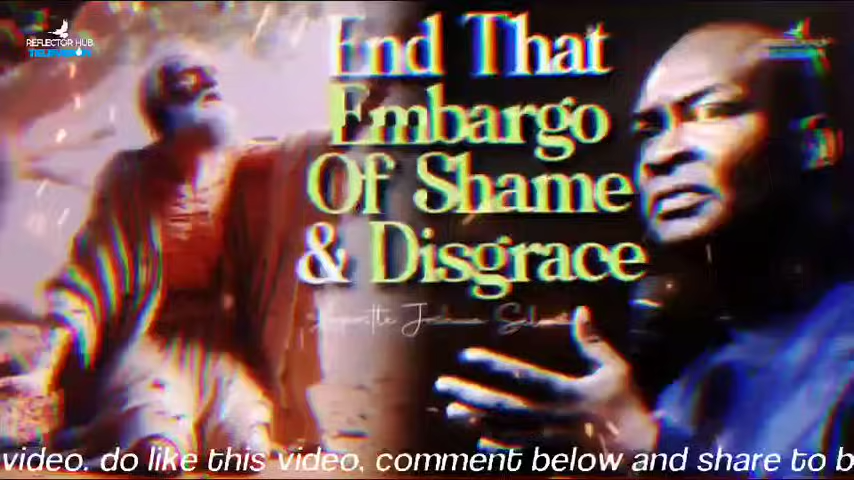 REFLECTOR HUB
End That
Embargo
Of Shame
& Disgrace
video. do like this video, comment below and share to b